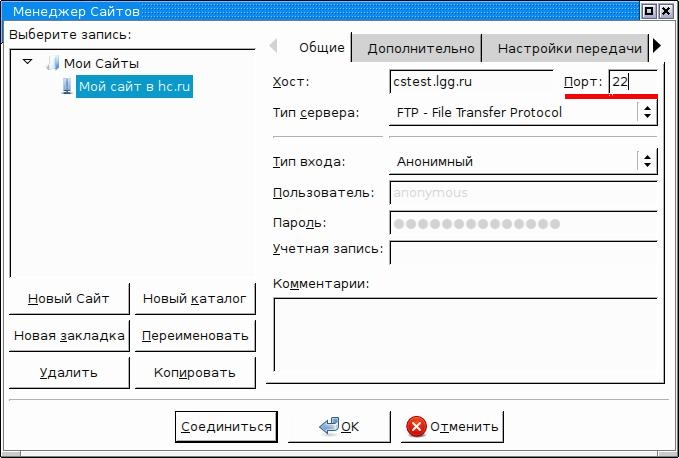 Менеджер Сайтов
Выберите запись:
Мои Сайты
Мой сайт в hc.ru
Новый Сайт
Новый каталог
Новая закладка
Переименовать
Удалить
Копировать
Общие
Дополнительно
Настройки передачи
Хост:
cstest.lgg.ru
Порт:
22
Тип сервера:
FTP - File Transfer Protocol
Тип входа:
Анонимный
Пользователь:
anonymous
Пароль:
Учетная запись:
Комментарии:
Соединиться
OK
Отменить